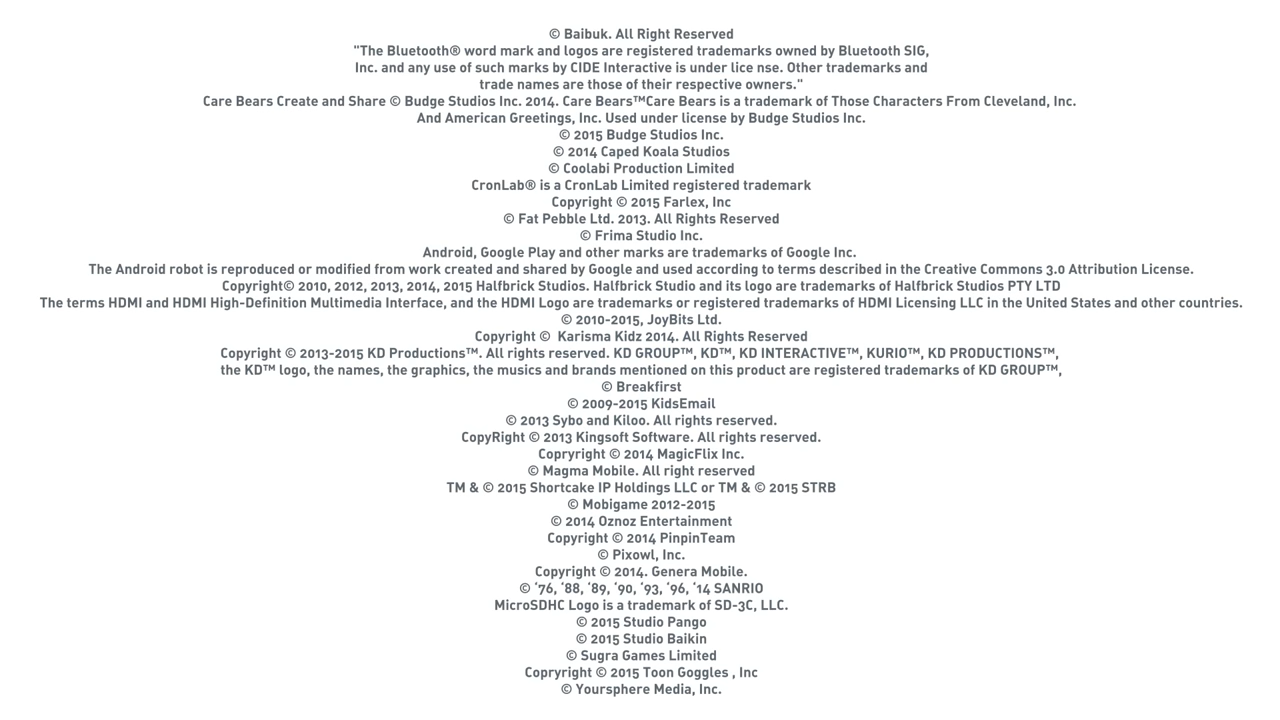 © Baibuk. All Right Reserved
"The Bluetooth® word mark and logos are registered trademarks owned by Bluetooth SIG,
Inc. and any use of such marks by CIDE Interactive is under lice nse. Other trademarks and
trade names are those of their respective owners."
Care Bears Create and Share © Budge Studios Inc. 2014. Care Bears™Care Bears is a trademark of Those Characters From Cleveland, Inc.
And American Greetings, Inc. Used under license by Budge Studios Inc.
© 2015 Budge Studios Inc.
© 2014 Caped Koala Studios
© Coolabi Production Limited
CronLab® is a CronLab Limited registered trademark
Copyright © 2015 Farlex, Inc
© Fat Pebble Ltd. 2013. All Rights Reserved
© Frima Studio Inc.
Android, Google Play and other marks are trademarks of Google Inc.
The Android robot is reproduced or modified from work created and shared by Google and used according to terms described in the Creative Commons 3.0 Attribution License.
Copyright© 2010, 2012, 2013, 2014, 2015 Halfbrick Studios. Halfbrick Studio and its logo are trademarks of Halfbrick Studios PTY LTD
The terms HDMI and HDMI High-Definition Multimedia Interface, and the HDMI Logo are trademarks or registered trademarks of HDMI Licensing LLC in the United States and other countries.
© 2010-2015, JoyBits Ltd.
Copyright ©  Karisma Kidz 2014. All Rights Reserved
Copyright © 2013-2015 KD Productions™. All rights reserved. KD GROUP™, KD™, KD INTERACTIVE™, KURIO™, KD PRODUCTIONS™,
the KD™ logo, the names, the graphics, the musics and brands mentioned on this product are registered trademarks of KD GROUP™,
© Breakfirst
© 2009-2015 KidsEmail
© 2013 Sybo and Kiloo. All rights reserved.
CopyRight © 2013 Kingsoft Software. All rights reserved.
Copryright © 2014 MagicFlix Inc.
© Magma Mobile. All right reserved
TM & © 2015 Shortcake IP Holdings LLC or TM & © 2015 STRB
© Mobigame 2012-2015
© 2014 Oznoz Entertainment
Copyright © 2014 PinpinTeam
© Pixowl, Inc.
Copyright © 2014. Genera Mobile.
© ‘76, ‘88, ‘89, ‘90, ‘93, ‘96, ‘14 SANRIO
MicroSDHC Logo is a trademark of SD-3C, LLC.
© 2015 Studio Pango
© 2015 Studio Baikin
© Sugra Games Limited
Copryright © 2015 Toon Goggles , Inc
© Yoursphere Media, Inc.